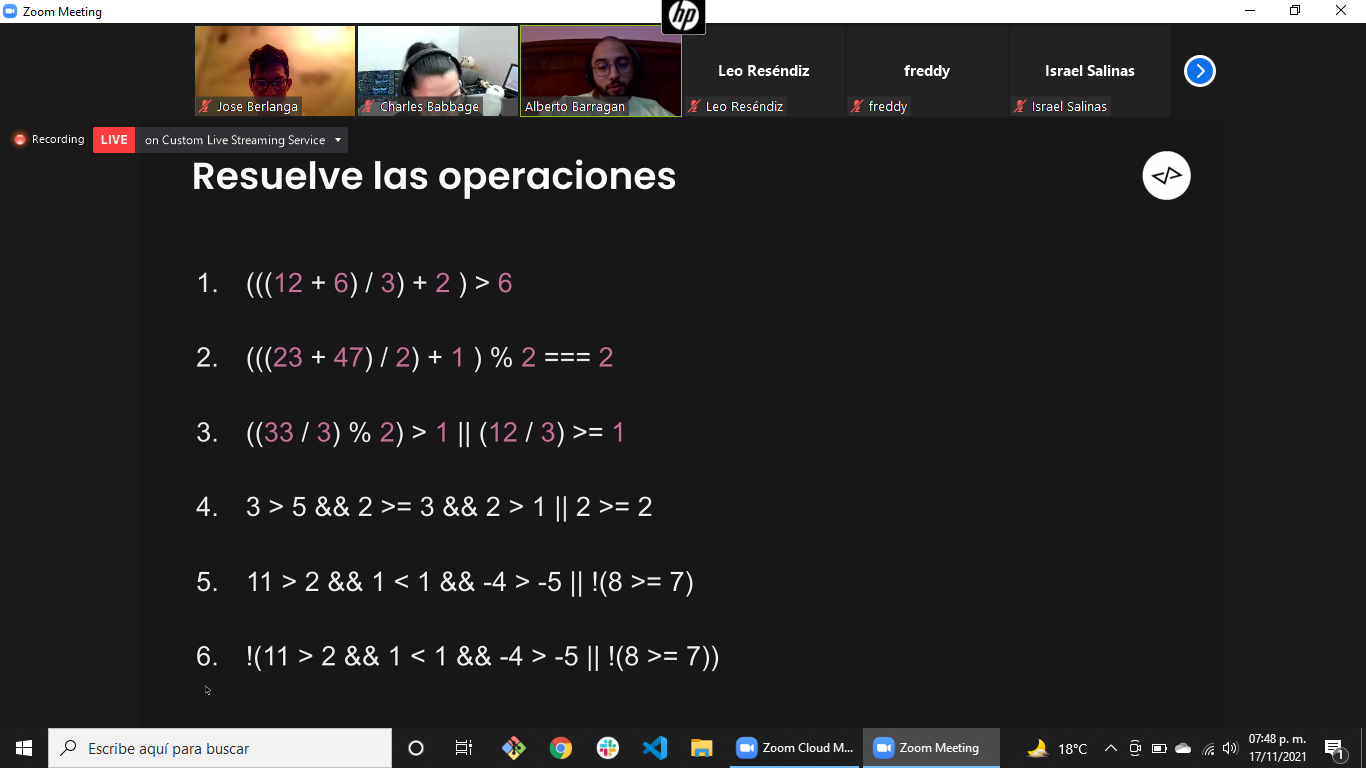 Zoom Meeting
hp
Jose Berlanga
Charles Babbage
Alberto Barragan
Leo Reséndiz
Leo Reséndiz
freddy
freddy
Israel Salinas
Israel Salinas
Recording
LIVE
on Custom Live Streaming Service
Resuelve las operaciones
</>
1. (((12 + 6) / 3) + 2 ) > 6
2. (((23 + 47) / 2) + 1 ) % 2 === 2
3. ((33 / 3) % 2) > 1 || (12 / 3) >= 1
4. 3 > 5 && 2 >= 3 && 2 > 1 || 2 >= 2
5. 11 > 2 && 1 < 1 && -4 > -5 || !(8 >= 7)
6. !(11 > 2 && 1 < 1 && -4 > -5 || !(8 >= 7))
Escribe aquí para buscar
Zoom Cloud M...
Zoom Meeting
18°C
07:48 p. m.
17/11/2021
1